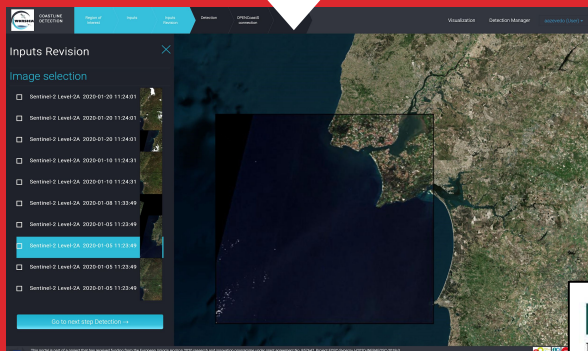 WORSICA
COASTLINE
DETECTION
Region of
Interest
Inputs
Inputs
Revision
Detection
OPENCoastS
connection
Visualization
Detection Manager
Inputs Revision
Image selection
Sentinel-2 Level-2A 2020-01-20 11:24:01
Sentinel-2 Level-2A 2020-01-20 11:24:01
Sentinel-2 Level-2A 2020-01-20 11:24:01
Sentinel-2 Level-2A 2020-01-10 11:24:31
Sentinel-2 Level-2A 2020-01-10 11:24:31
Sentinel-2 Level-2A 2020-01-08 11:33:49
Sentinel-2 Level-2A 2020-01-05 11:23:49
Sentinel-2 Level-2A 2020-01-05 11:23:49
Sentinel-2 Level-2A 2020-01-05 11:23:49
Sentinel-2 Level-2A 2020-01-05 11:23:49
Go to next step Detection →